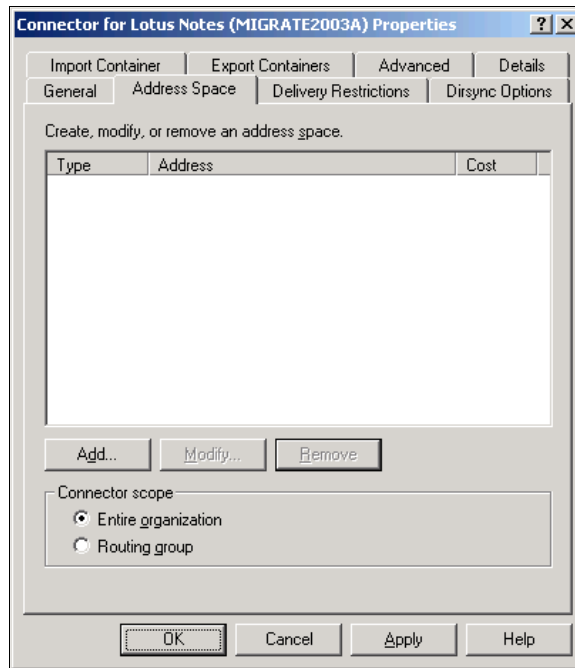 Connector for Lotus Notes (MIGRATE2003A) Properties
Import Container Export Containers Advanced Details
General Address Space Delivery Restrictions Dirsync Options
Create, modify, or remove an address space.
Type Address Cost
Add... Modify... Remove
Connector scope
Entire organization
Routing group
OK Cancel Apply Help